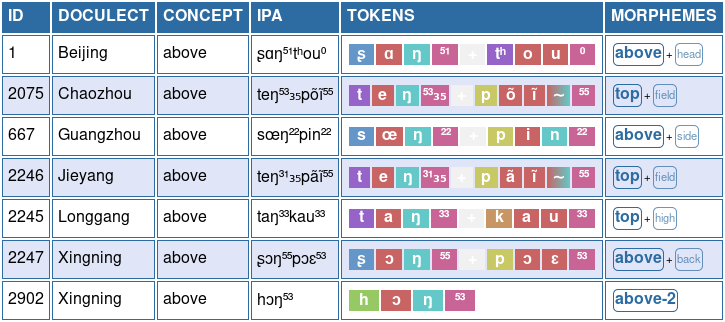 ID DOCULECT CONCEPT IPA TOKENS MORPHEMES
1 Beijing above ʂɑŋ⁵¹tʰou⁰ ʂ ɑ ŋ ⁵¹ + tʰ o u ⁰ above + head
2075 Chaozhou above teŋ⁵³₃₅põĩ⁵⁵ t e ŋ ⁵³₃₅ + p õ ĩ ~ ⁵⁵ top + field
667 Guangzhou above sœŋ²²pin²² s œ ŋ ²² + p i n ²² above + side
2246 Jieyang above teŋ³¹₃₅pãĩ⁵⁵ t e ŋ ³¹₃₅ + p ã ĩ ~ ⁵⁵ top + field
2245 Longgang above taŋ³³kau³³ t a ŋ ³³ + k a u ³³ top + high
2247 Xingning above ʂɔŋ⁵⁵pɔɛ⁵³ ʂ ɔ ŋ ⁵⁵ + p ɔ ɛ ⁵³ above + back
2902 Xingning above hɔŋ⁵³ h ɔ ŋ ⁵³ above-2